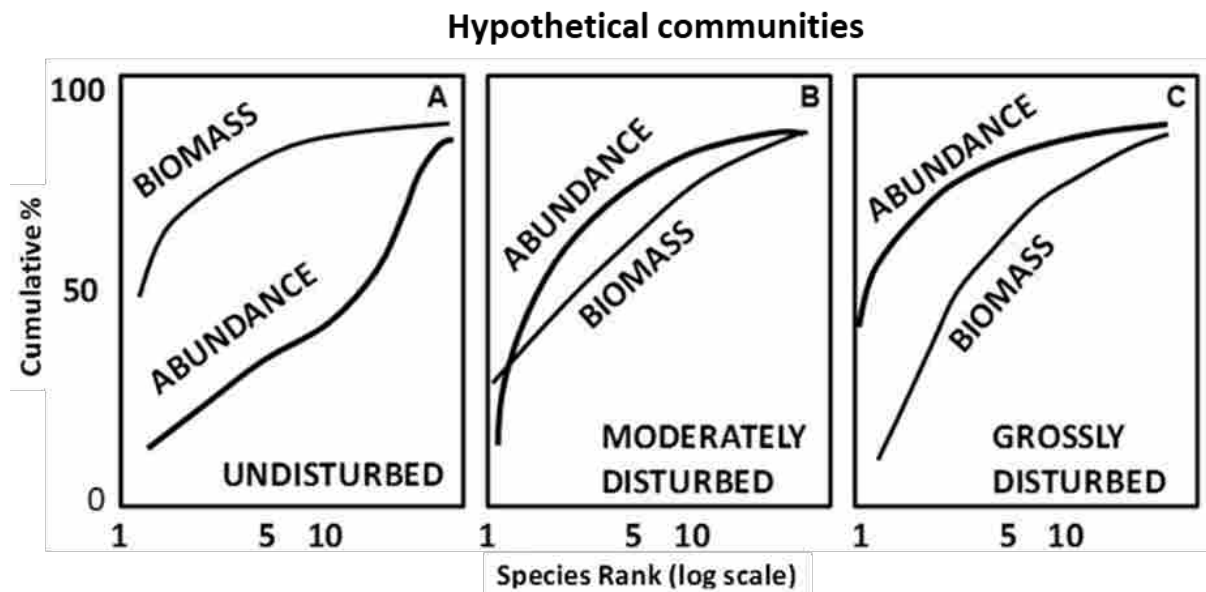 Hypothetical communities
Cumulative %
100
50
0
A
BIOMASS
ABUNDANCE
UNDISTURBED
1 5 10
B
ABUNDANCE
BIOMASS
MODERATELY
DISTURBED
1 5 10
C
ABUNDANCE
BIOMASS
GROSSLY
DISTURBED
1 5 10
Species Rank (log scale)